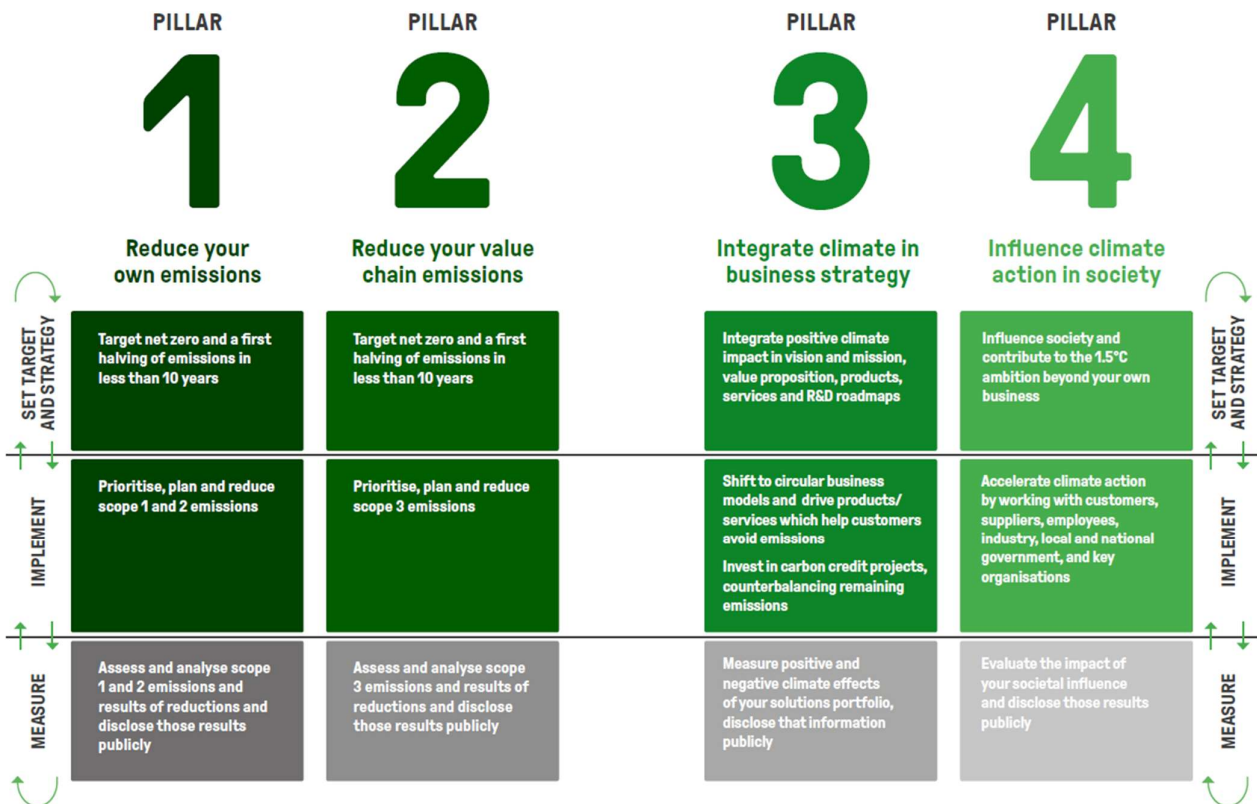 PILLAR
1
Reduce your
own emissions
PILLAR
2
Reduce your value
chain emissions
PILLAR
3
Integrate climate in
business strategy
PILLAR
4
Influence climate
action in society
SET TARGET
AND STRATEGY
Target net zero and a first
halving of emissions in
less than 10 years
Target net zero and a first
halving of emissions in
less than 10 years
Integrate positive climate
impact in vision and mission,
value proposition, products,
services and R&D roadmaps
Influence society and
contribute to the 1.5°C
ambition beyond your own
business
SET TARGET
AND STRATEGY
IMPLEMENT
Prioritise, plan and reduce
scope 1 and 2 emissions
Prioritise, plan and reduce
scope 3 emissions
Shift to circular business
models and drive products/
services which help customers
avoid emissions
Invest in carbon credit projects,
counterbalancing remaining
emissions
Accelerate climate action
by working with customers,
suppliers, employees,
industry, local and national
government, and key
organisations
IMPLEMENT
MEASURE
Assess and analyse scope
1 and 2 emissions and
results of reductions and
disclose those results
publicly
Assess and analyse scope
3 emissions and results of
reductions and disclose
those results publicly
Measure positive and
negative climate effects
of your solutions portfolio,
disclose that information
publicly
Evaluate the impact of
your societal influence
and disclose those results
publicly
MEASURE